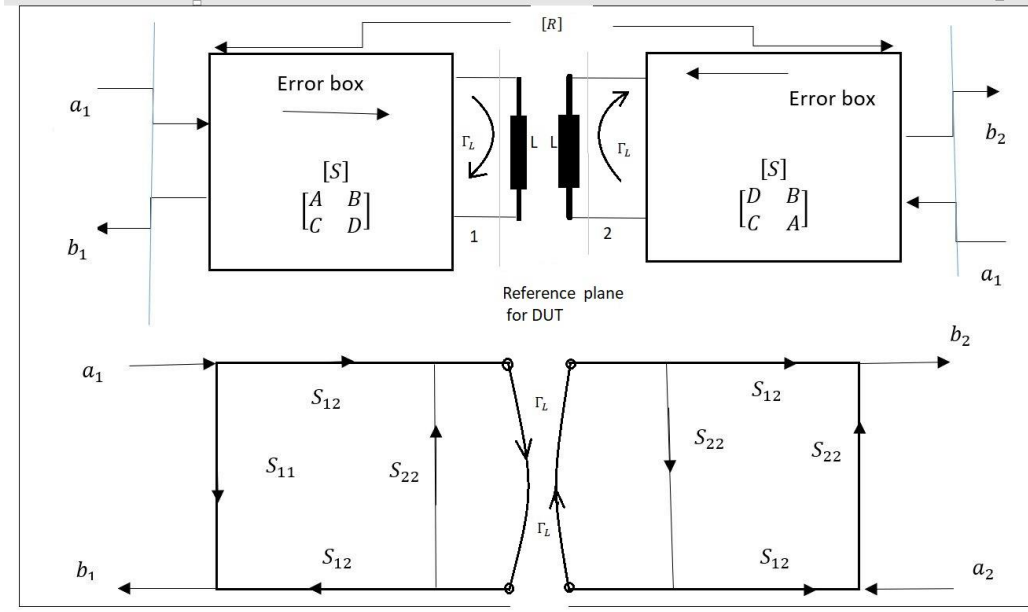 [R]
Error box
Error box
a₁
b₂
Γ_L
L L
Γ_L
[S]
[A B
C D]
[S]
[D B
C A]
b₁
1
2
a₁
Reference plane
for DUT
b₂
a₁
S₁₂
S₁₂
Γ_L
S₂₂
S₂₂
S₁₁
S₂₂
Γ_L
S₁₂
S₁₂
b₁
a₂